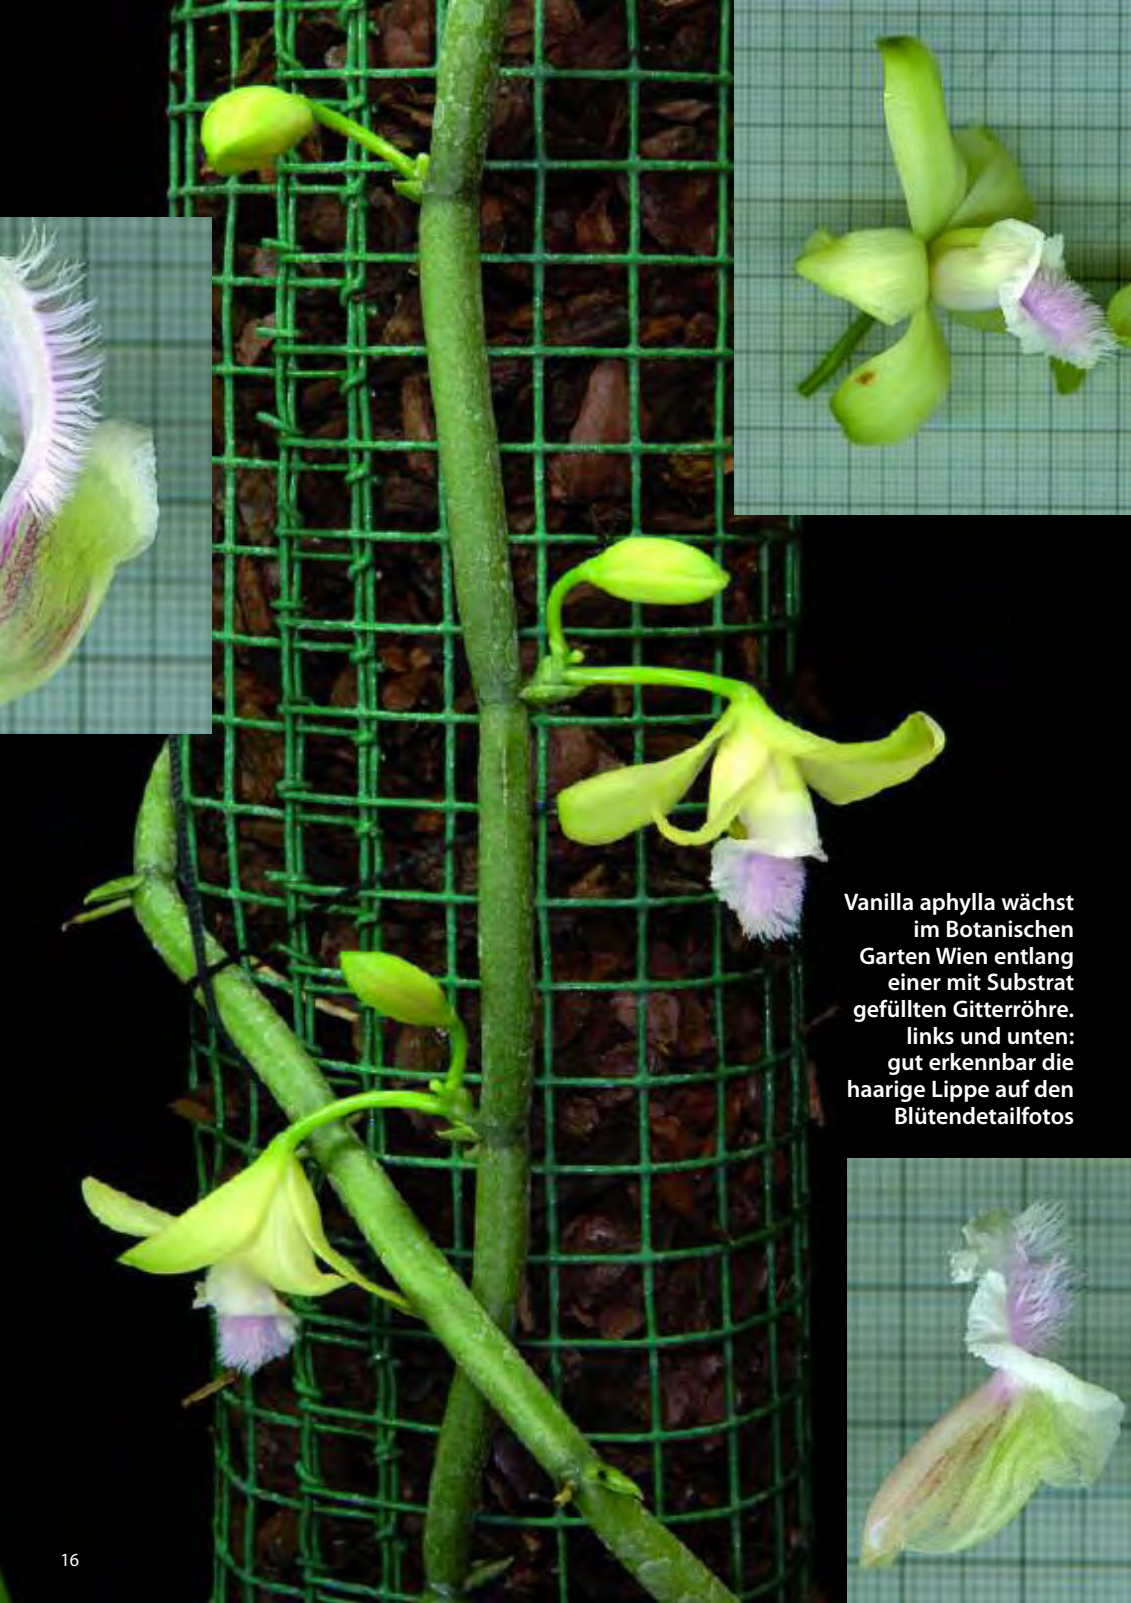 Vanilla aphylla wächst
im Botanischen
Garten Wien entlang
einer mit Substrat
gefüllten Gitterröhre.
links und unten:
gut erkennbar die
haarige Lippe auf den
Blütendetailfotos
16